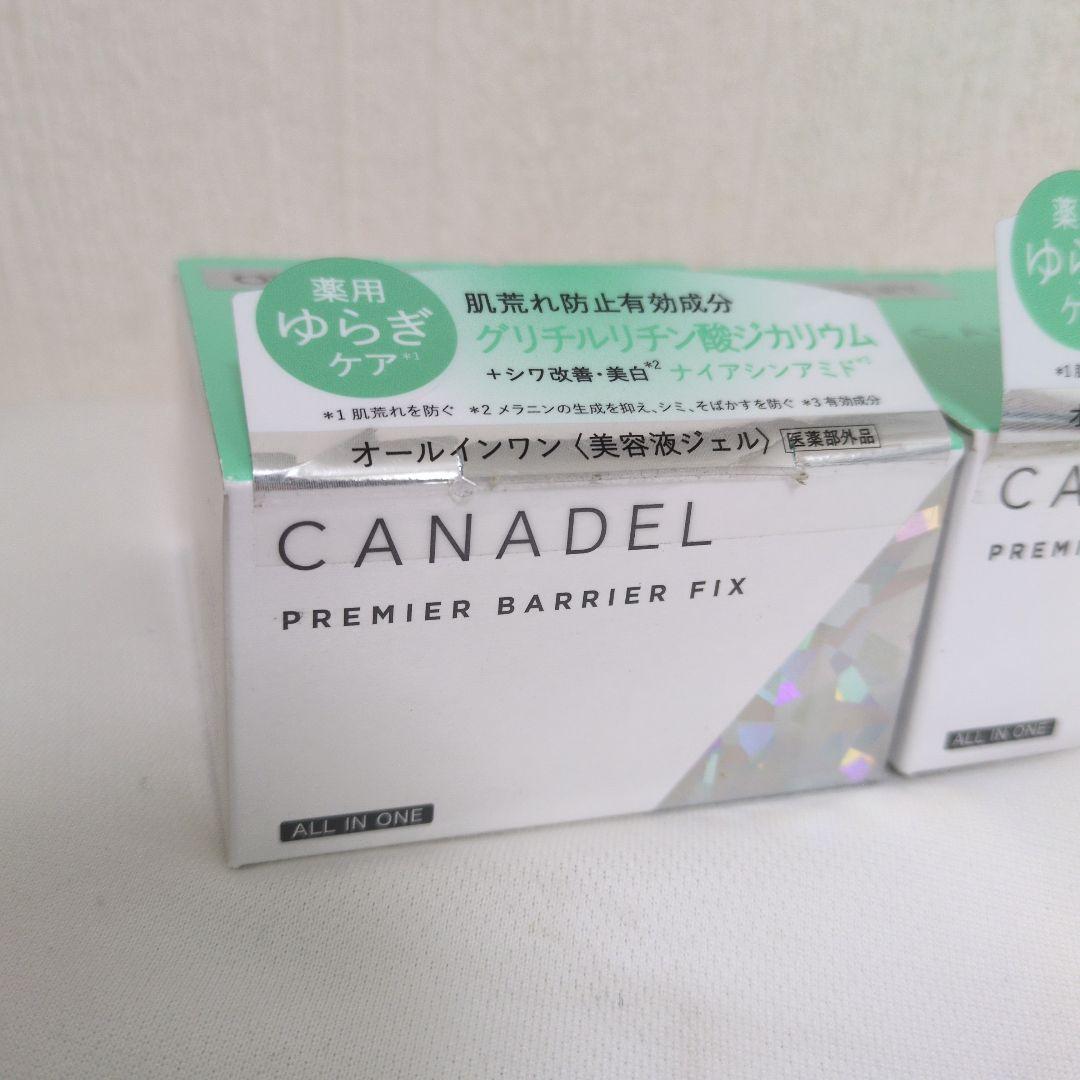 薬用
ゆらぎ
ケア*1
肌荒れ防止有効成分
グリチルリチン酸ジカリウム
+シワ改善・美白*2 ナイアシンアミド*3
*1 肌荒れを防ぐ *2 メラニンの生成を抑え、シミ、そばかすを防ぐ *3 有効成分
オールインワン〈美容液ジェル〉 医薬部外品
CANADEL
PREMIER BARRIER FIX
ALL IN ONE
薬
ゆら
ケ
*1 肌
オ
CA
PREMI
ALL IN ONE